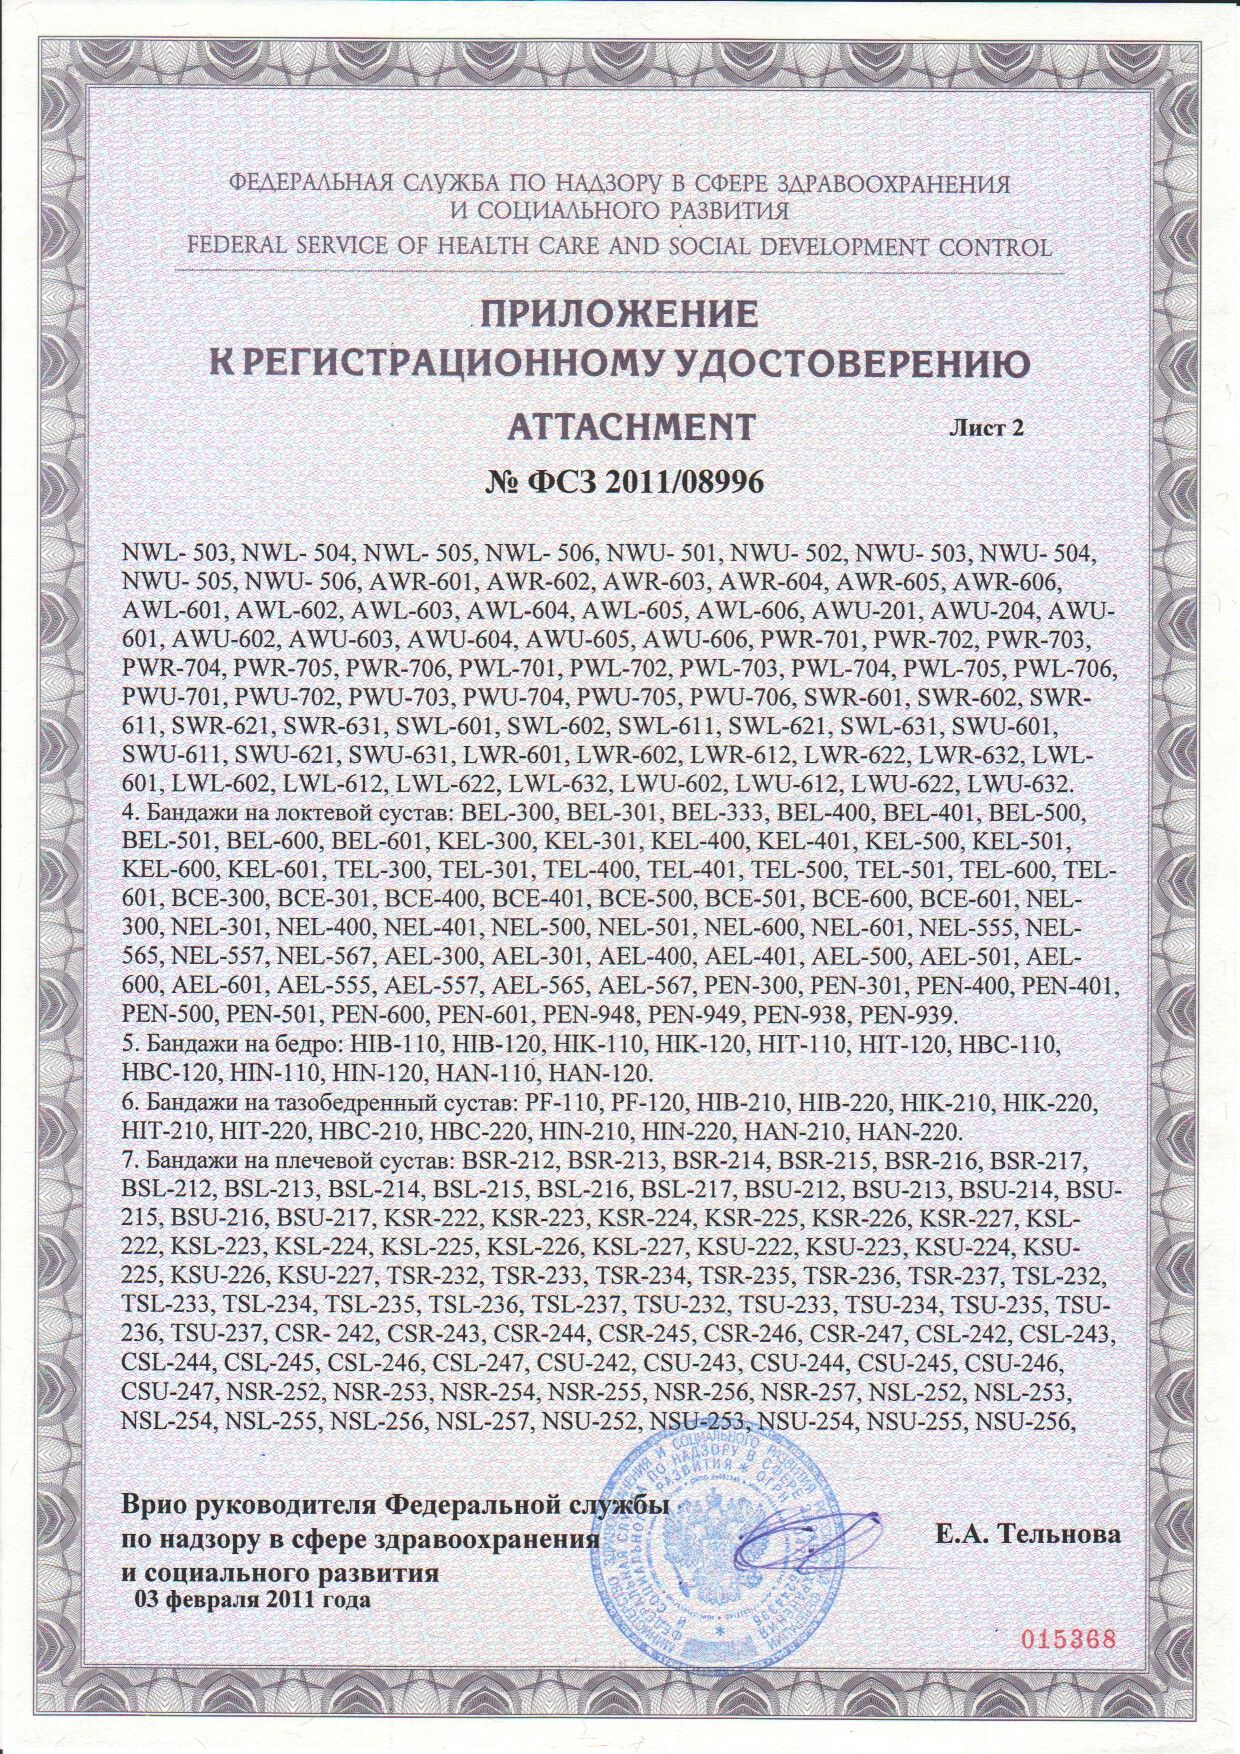 ФЕДЕРАЛЬНАЯ СЛУЖБА ПО НАДЗОРУ В СФЕРЕ ЗДРАВООХРАНЕНИЯ
И СОЦИАЛЬНОГО РАЗВИТИЯ
FEDERAL SERVICE OF HEALTH CARE AND SOCIAL DEVELOPMENT CONTROL
ПРИЛОЖЕНИЕ
К РЕГИСТРАЦИОННОМУ УДОСТОВЕРЕНИЮ
ATTACHMENT
Лист 2
№ ФСЗ 2011/08996
NWL- 503, NWL- 504, NWL- 505, NWL- 506, NWU- 501, NWU- 502, NWU- 503, NWU- 504,
NWU- 505, NWU- 506, AWR-601, AWR-602, AWR-603, AWR-604, AWR-605, AWR-606,
AWL-601, AWL-602, AWL-603, AWL-604, AWL-605, AWL-606, AWU-201, AWU-204, AWU-
601, AWU-602, AWU-603, AWU-604, AWU-605, AWU-606, PWR-701, PWR-702, PWR-703,
PWR-704, PWR-705, PWR-706, PWL-701, PWL-702, PWL-703, PWL-704, PWL-705, PWL-706,
PWU-701, PWU-702, PWU-703, PWU-704, PWU-705, PWU-706, SWR-601, SWR-602, SWR-
611, SWR-621, SWR-631, SWL-601, SWL-602, SWL-611, SWL-621, SWL-631, SWU-601,
SWU-611, SWU-621, SWU-631, LWR-601, LWR-602, LWR-612, LWR-622, LWR-632, LWL-
601, LWL-602, LWL-612, LWL-622, LWL-632, LWU-602, LWU-612, LWU-622, LWU-632.
4. Бандажи на локтевой сустав: BEL-300, BEL-301, BEL-333, BEL-400, BEL-401, BEL-500,
BEL-501, BEL-600, BEL-601, KEL-300, KEL-301, KEL-400, KEL-401, KEL-500, KEL-501,
KEL-600, KEL-601, TEL-300, TEL-301, TEL-400, TEL-401, TEL-500, TEL-501, TEL-600, TEL-
601, BCE-300, BCE-301, BCE-400, BCE-401, BCE-500, BCE-501, BCE-600, BCE-601, NEL-
300, NEL-301, NEL-400, NEL-401, NEL-500, NEL-501, NEL-600, NEL-601, NEL-555, NEL-
565, NEL-557, NEL-567, AEL-300, AEL-301, AEL-400, AEL-401, AEL-500, AEL-501, AEL-
600, AEL-601, AEL-555, AEL-557, AEL-565, AEL-567, PEN-300, PEN-301, PEN-400, PEN-401,
PEN-500, PEN-501, PEN-600, PEN-601, PEN-948, PEN-949, PEN-938, PEN-939.
5. Бандажи на бедро: HIB-110, HIB-120, HIK-110, HIK-120, HIT-110, HIT-120, HBC-110,
HBC-120, HIN-110, HIN-120, HAN-110, HAN-120.
6. Бандажи на тазобедренный сустав: PF-110, PF-120, HIB-210, HIB-220, HIK-210, HIK-220,
HIT-210, HIT-220, HBC-210, HBC-220, HIN-210, HIN-220, HAN-210, HAN-220.
7. Бандажи на плечевой сустав: BSR-212, BSR-213, BSR-214, BSR-215, BSR-216, BSR-217,
BSL-212, BSL-213, BSL-214, BSL-215, BSL-216, BSL-217, BSU-212, BSU-213, BSU-214, BSU-
215, BSU-216, BSU-217, KSR-222, KSR-223, KSR-224, KSR-225, KSR-226, KSR-227, KSL-
222, KSL-223, KSL-224, KSL-225, KSL-226, KSL-227, KSU-222, KSU-223, KSU-224, KSU-
225, KSU-226, KSU-227, TSR-232, TSR-233, TSR-234, TSR-235, TSR-236, TSR-237, TSL-232,
TSL-233, TSL-234, TSL-235, TSL-236, TSL-237, TSU-232, TSU-233, TSU-234, TSU-235, TSU-
236, TSU-237, CSR- 242, CSR-243, CSR-244, CSR-245, CSR-246, CSR-247, CSL-242, CSL-243,
CSL-244, CSL-245, CSL-246, CSL-247, CSU-242, CSU-243, CSU-244, CSU-245, CSU-246,
CSU-247, NSR-252, NSR-253, NSR-254, NSR-255, NSR-256, NSR-257, NSL-252, NSL-253,
NSL-254, NSL-255, NSL-256, NSL-257, NSU-252, NSU-253, NSU-254, NSU-255, NSU-256,
Врио руководителя Федеральной службы
по надзору в сфере здравоохранения
и социального развития
Е.А. Тельнова
03 февраля 2011 года
015368